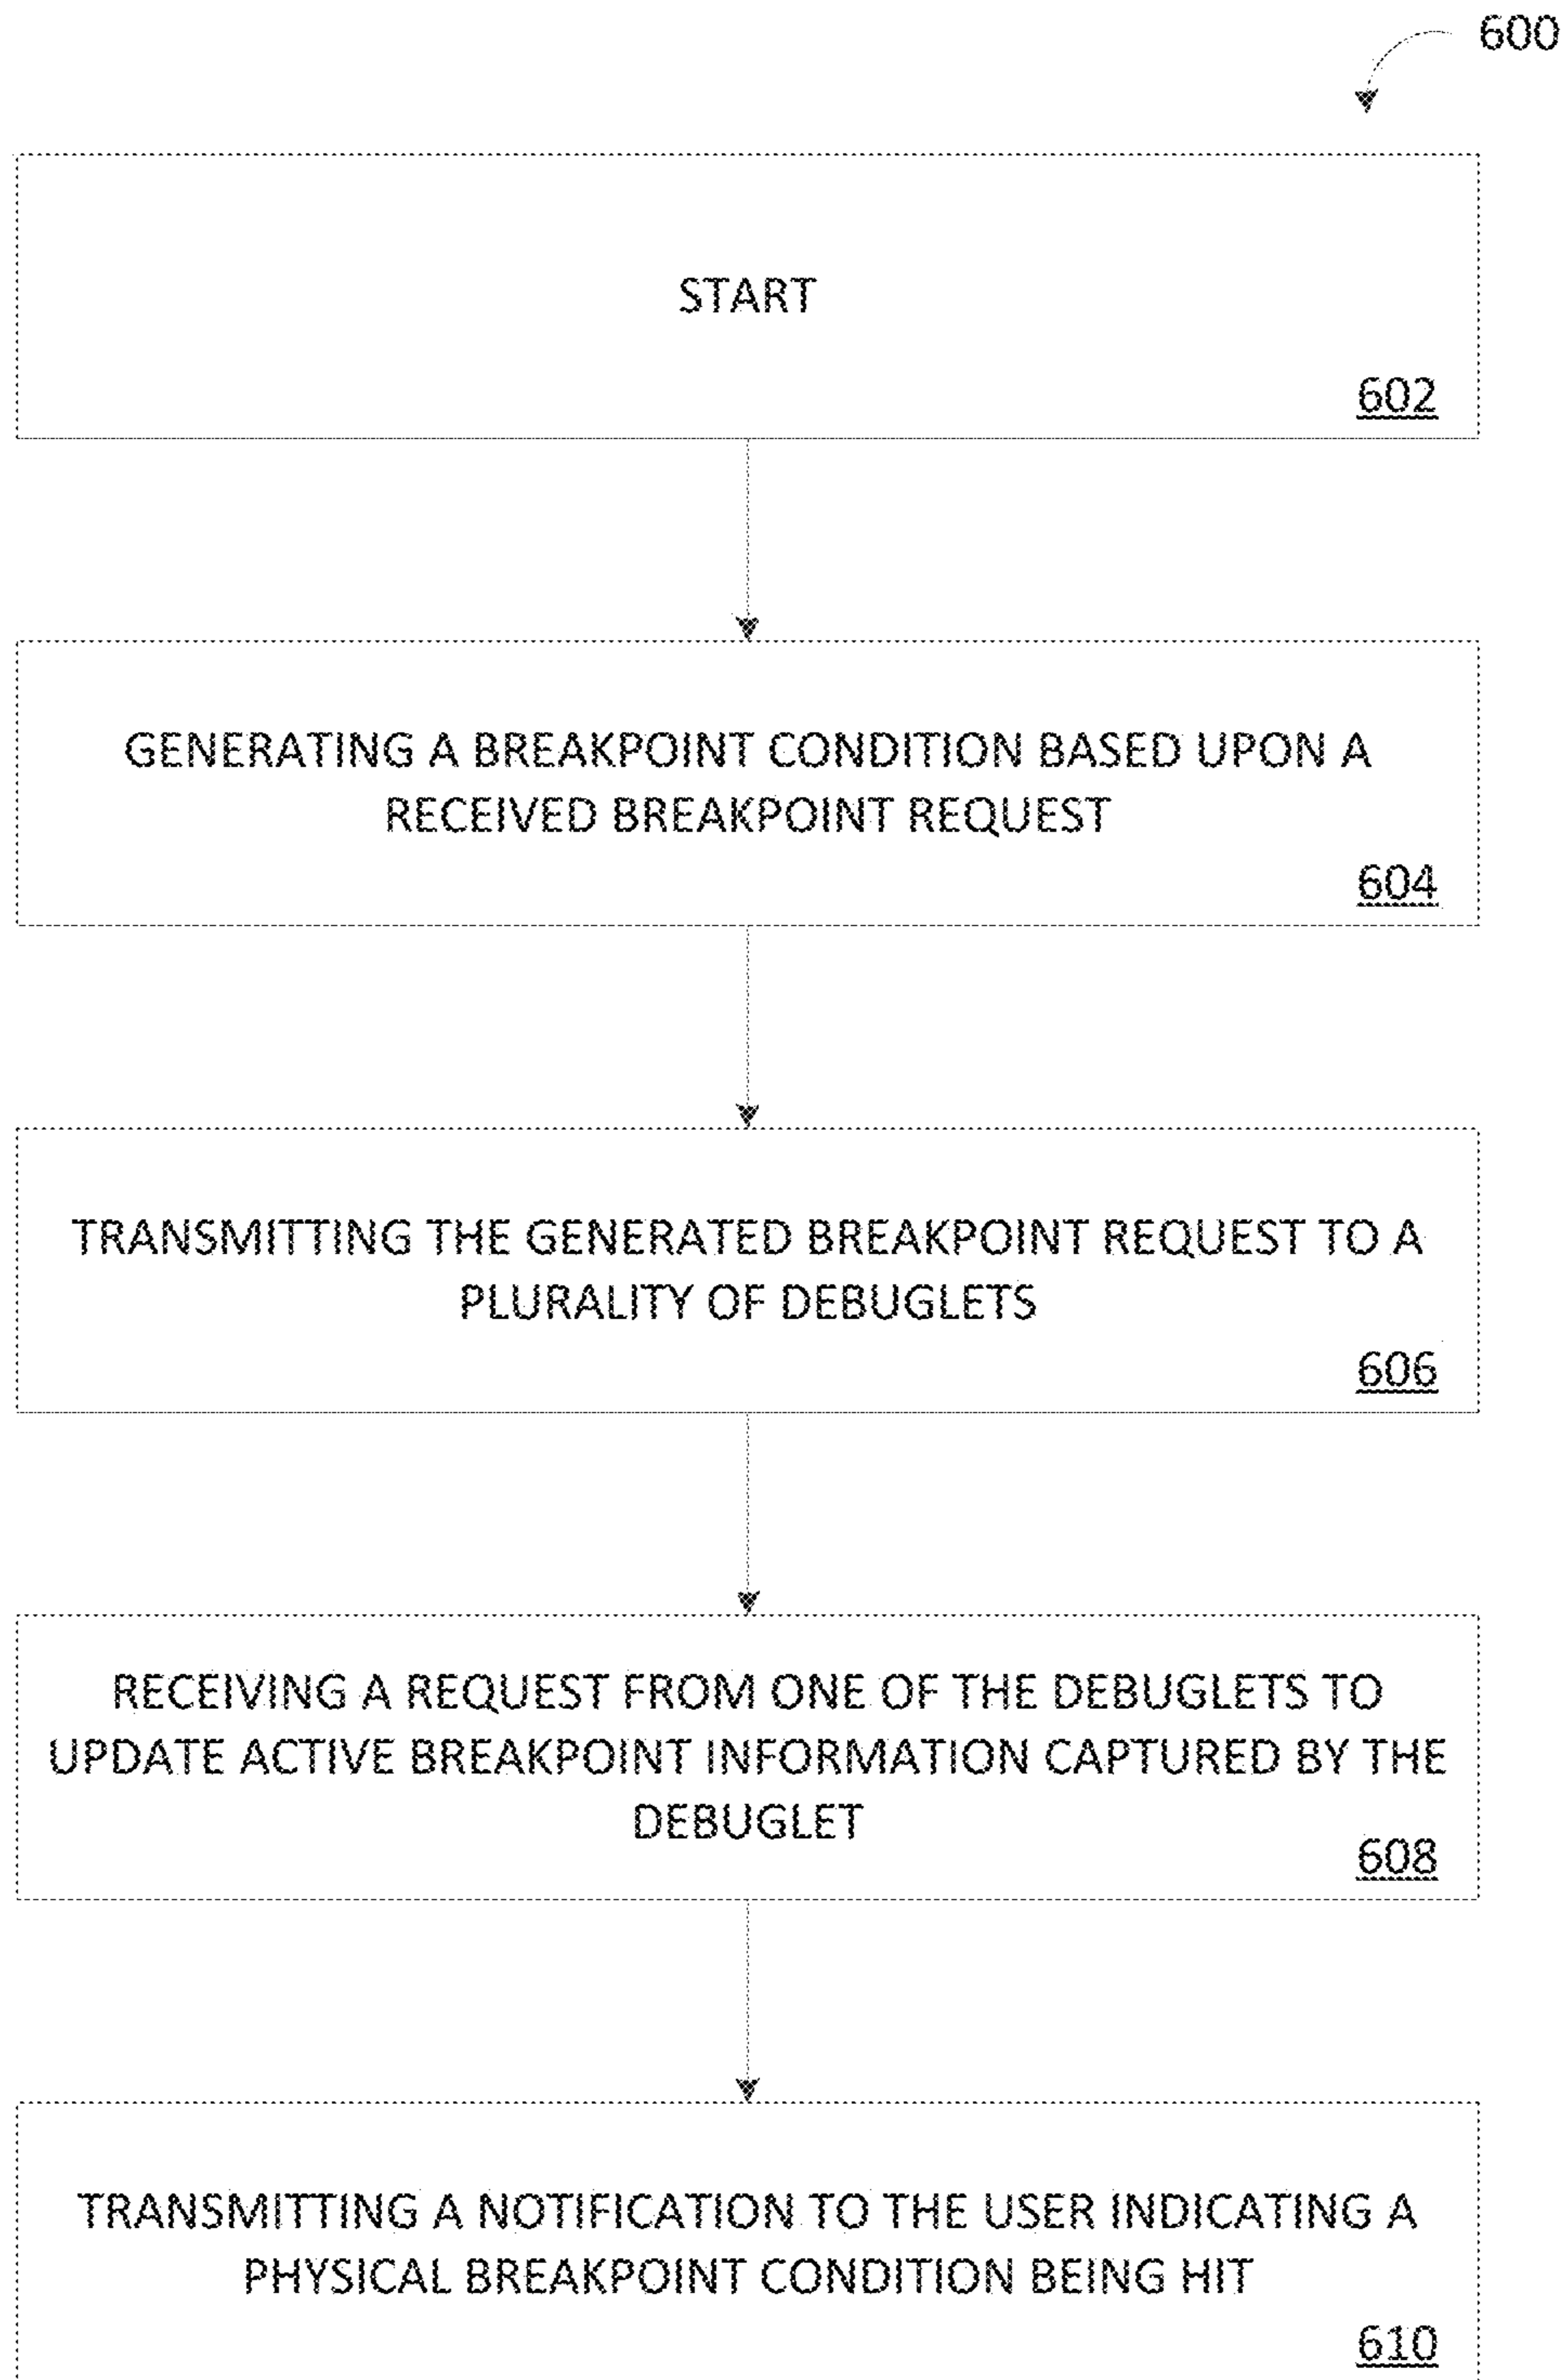 600
START
602
GENERATING A BREAKPOINT CONDITION BASED UPON A
RECEIVED BREAKPOINT REQUEST
604
TRANSMITTING THE GENERATED BREAKPOINT REQUEST TO A
PLURALITY OF DEBUGLETS
606
RECEIVING A REQUEST FROM ONE OF THE DEBUGLETS TO
UPDATE ACTIVE BREAKPOINT INFORMATION CAPTURED BY THE
DEBUGLET
608
TRANSMITTING A NOTIFICATION TO THE USER INDICATING A
PHYSICAL BREAKPOINT CONDITION BEING HIT
610